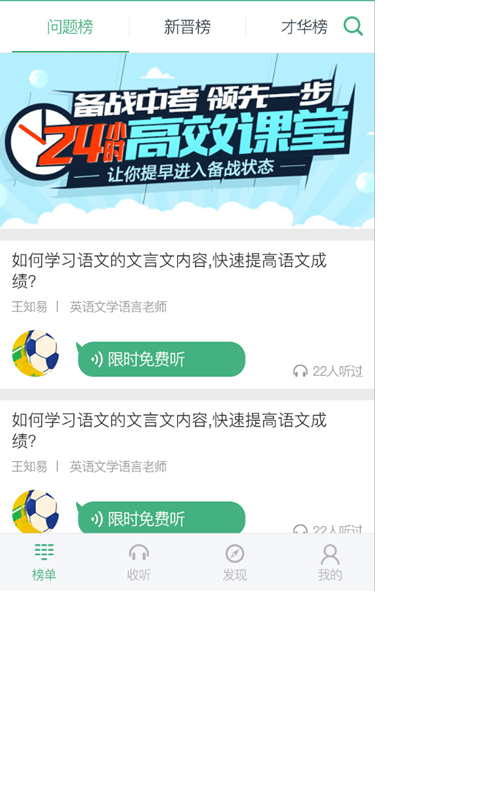 问题榜
新晋榜
才华榜
备战中考 领先一步
24小时高效课堂
让你提早进入备战状态
如何学习语文的文言文内容,快速提高语文成
绩?
王知易 | 英语文学语言老师
限时免费听
22人听过
如何学习语文的文言文内容,快速提高语文成
绩?
王知易 | 英语文学语言老师
限时免费听
22人听过
榜单
收听
发现
我的